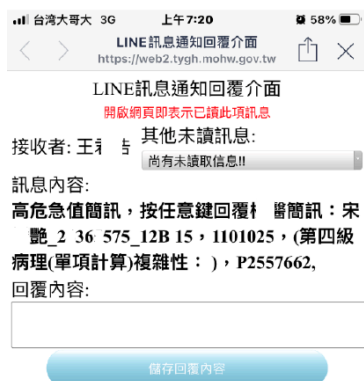 台湾大哥大 3G 上午7:20 58%
LINE訊息通知回覆介面
https://web2.tygh.mohw.gov.tw
LINE訊息通知回覆介面
開啟網頁即表示已讀此項訊息
接收者: 王 其他未讀訊息:
尚有未讀取信息!!
訊息內容:
高危急值簡訊，按任意鍵回覆 簡訊：宋
艷_2 36 575_12B 15，1101025，(第四級
病理(單項計算)複雜性：)，P2557662,
回覆內容:
儲存回覆內容